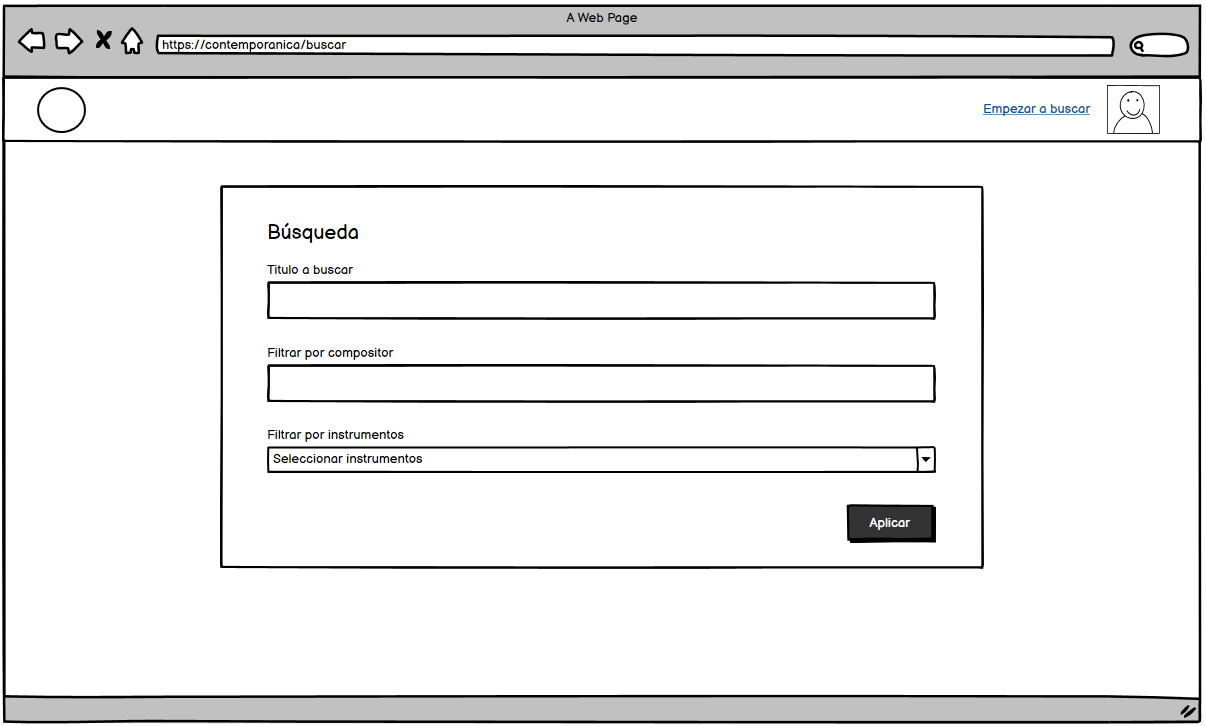 A Web Page
https://contemporanica/buscar
Empezar a buscar
Búsqueda
Titulo a buscar
Filtrar por compositor
Filtrar por instrumentos
Seleccionar instrumentos
Aplicar